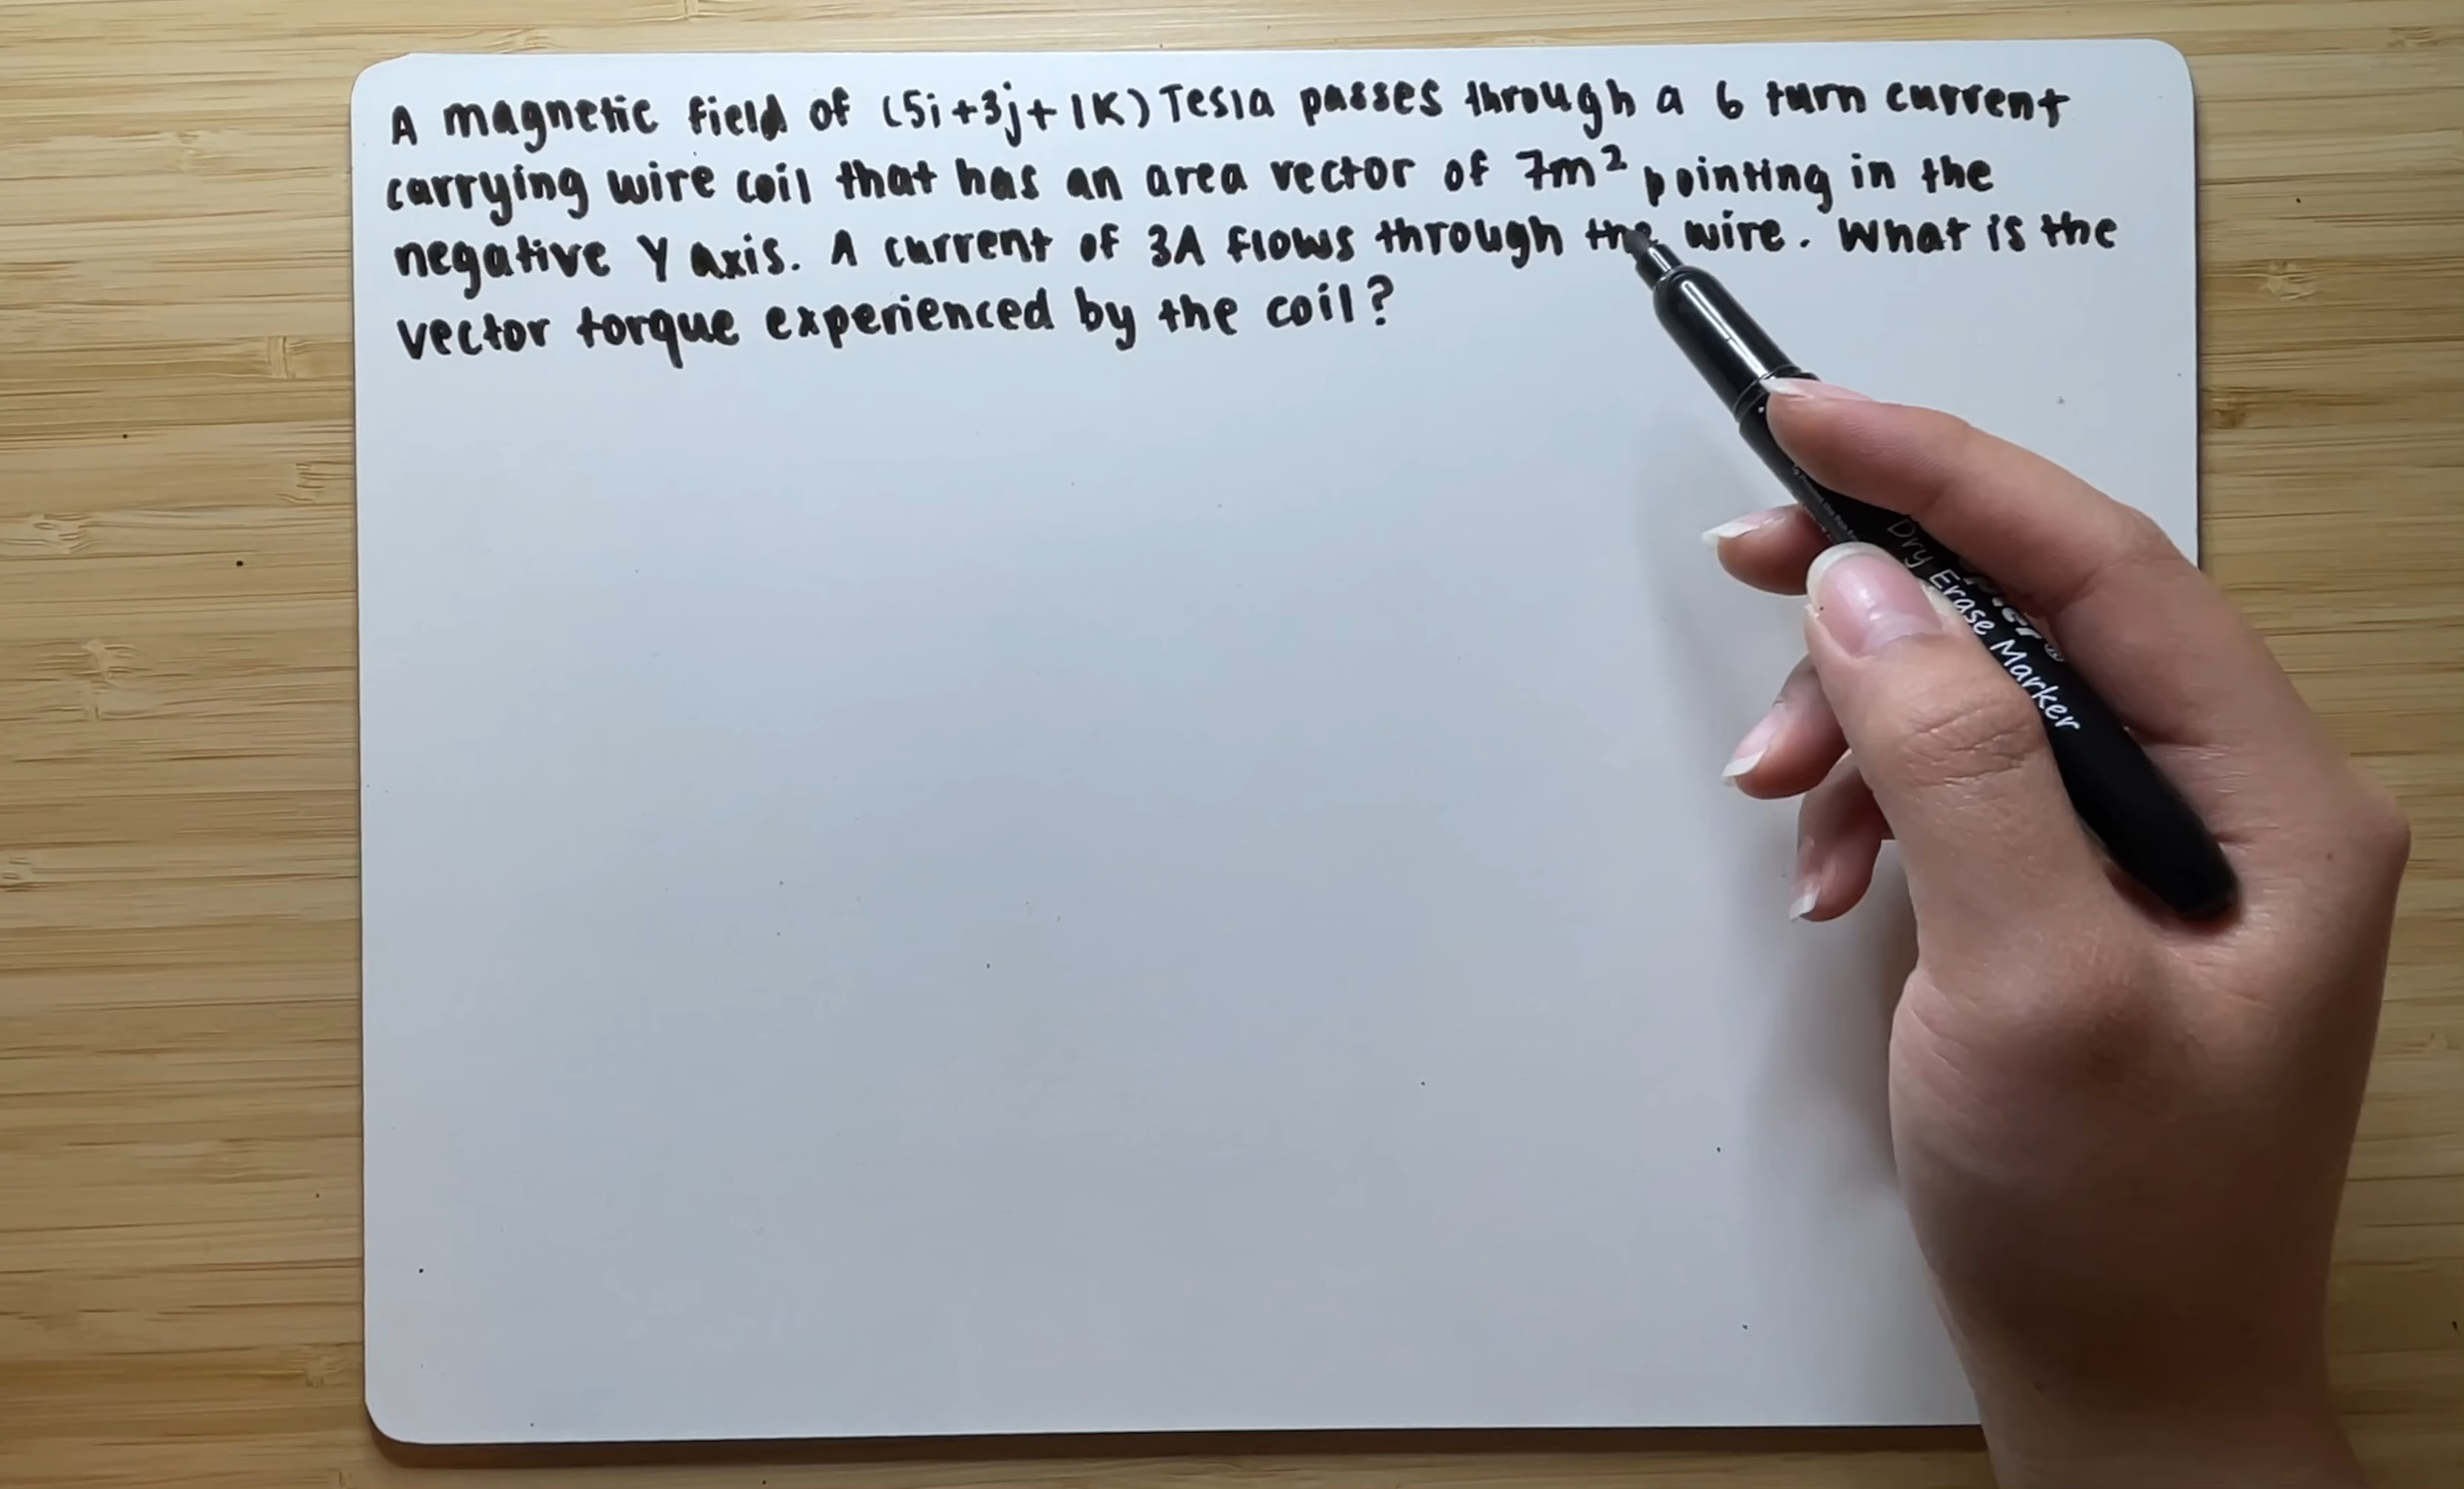 A magnetic field of (5i+3j+1K) Tesla passes through a 6 turn current
carrying wire coil that has an area vector of 7m² pointing in the
negative Y axis. A current of 3A flows through the wire. What is the
vector torque experienced by the coil?
Dry Erase Marker